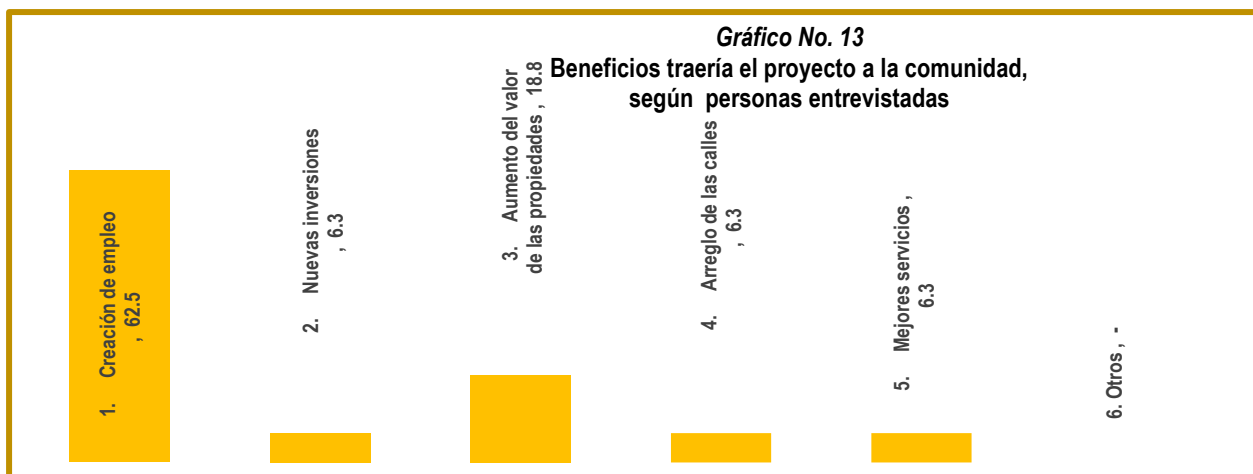 Gráfico No. 13
Beneficios traería el proyecto a la comunidad,
según personas entrevistadas
1. Creación de empleo
, 62.5
2. Nuevas inversiones
, 6.3
3. Aumento del valor
de las propiedades , 18.8
4. Arreglo de las calles
, 6.3
5. Mejores servicios ,
6.3
6. Otros , -